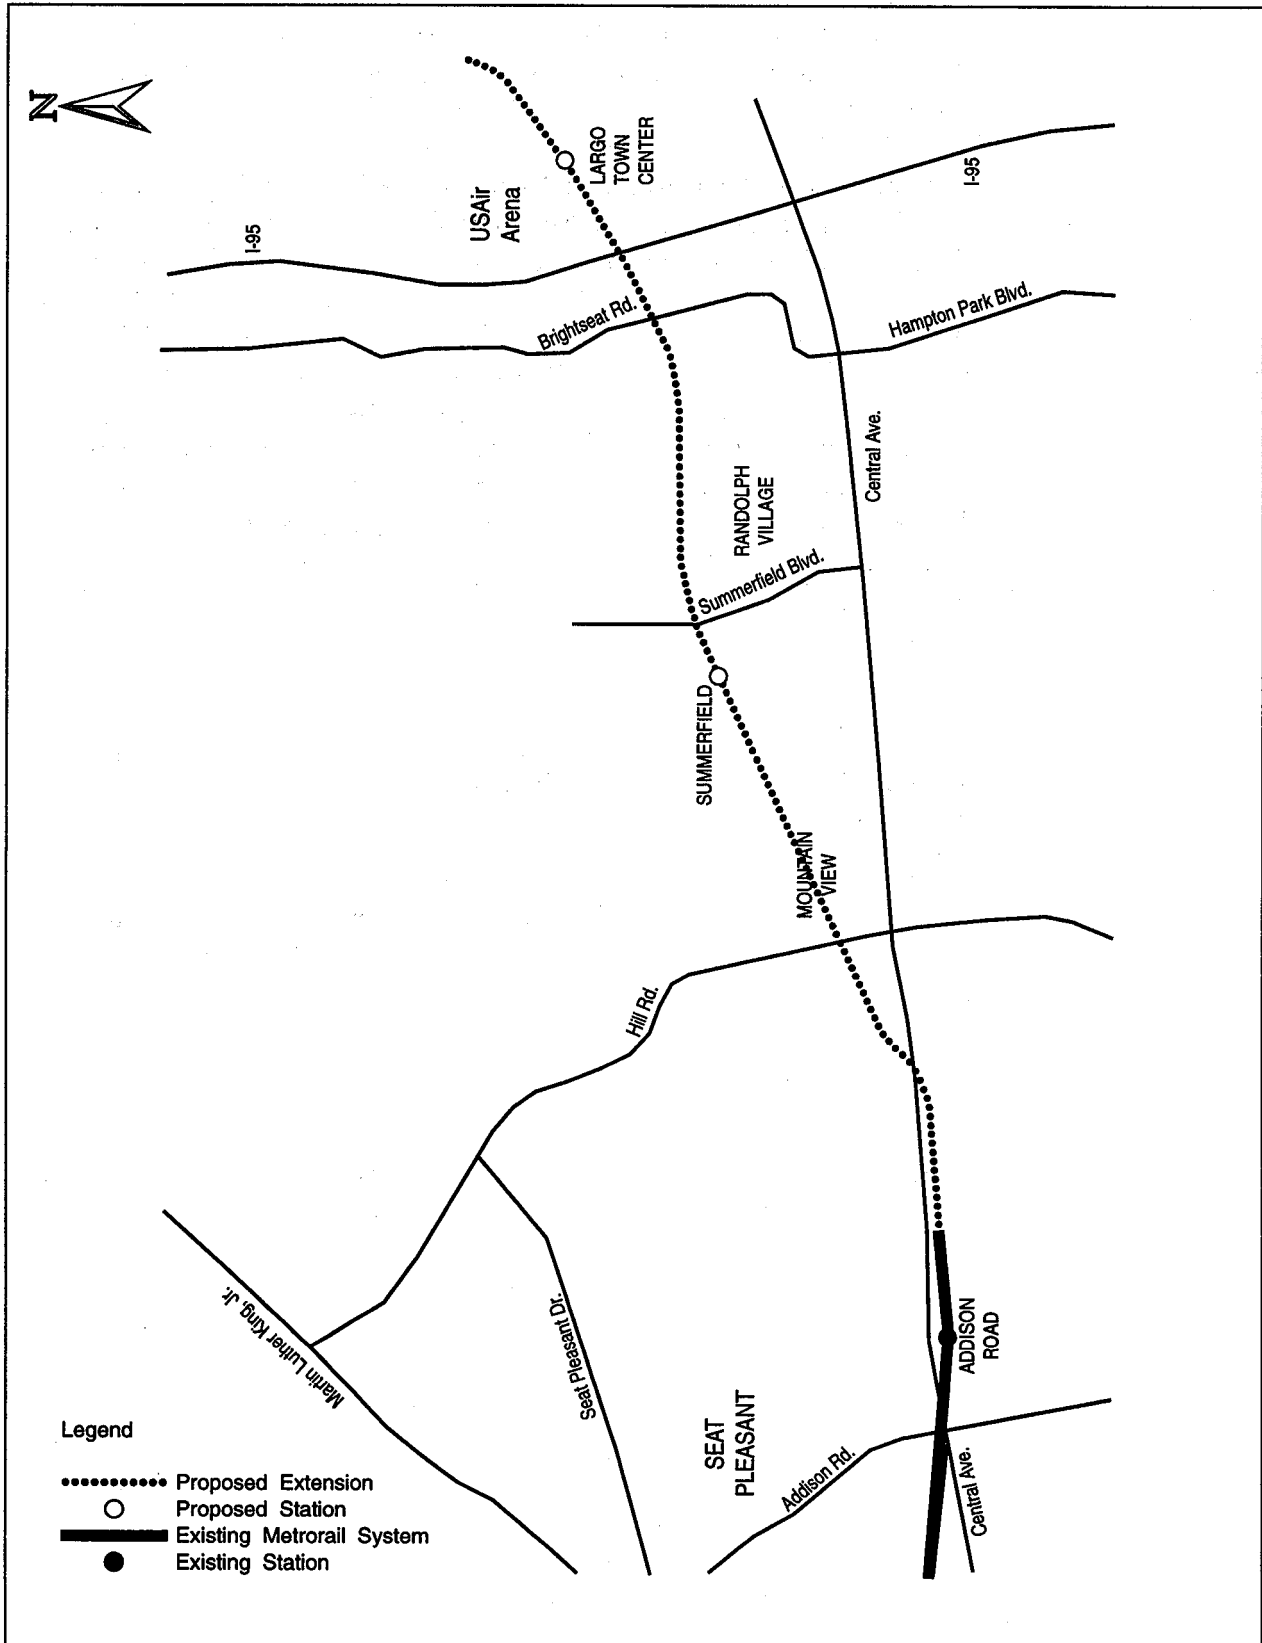 N
I-95
USAir
Arena
LARGO
TOWN
CENTER
I-95
Brightseat Rd.
Hampton Park Blvd.
Central Ave.
RANDOLPH
VILLAGE
Summerfield Blvd.
SUMMERFIELD
MOUNTAIN
VIEW
Hill Rd.
Martin Luther King, Jr.
Seat Pleasant Dr.
SEAT
PLEASANT
ADDISON
ROAD
Addison Rd.
Central Ave.
Legend
Proposed Extension
Proposed Station
Existing Metrorail System
Existing Station